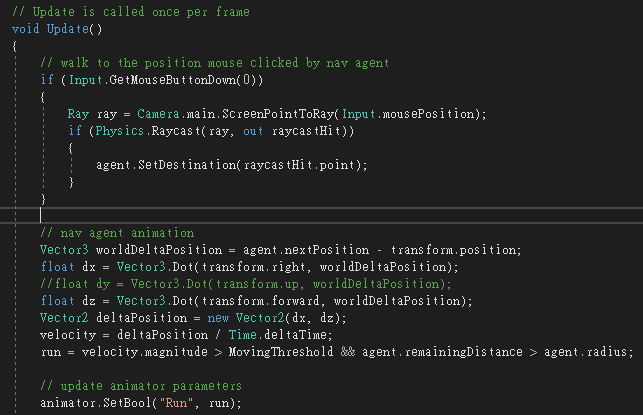 // Update is called once per frame
void Update()
{
// walk to the position mouse clicked by nav agent
if (Input.GetMouseButtonDown(0))
{
Ray ray = Camera.main.ScreenPointToRay(Input.mousePosition);
if (Physics.Raycast(ray, out raycastHit))
{
agent.SetDestination(raycastHit.point);
}
}
// nav agent animation
Vector3 worldDeltaPosition = agent.nextPosition - transform.position;
float dx = Vector3.Dot(transform.right, worldDeltaPosition);
//float dy = Vector3.Dot(transform.up, worldDeltaPosition);
float dz = Vector3.Dot(transform.forward, worldDeltaPosition);
Vector2 deltaPosition = new Vector2(dx, dz);
velocity = deltaPosition / Time.deltaTime;
run = velocity.magnitude > MovingThreshold && agent.remainingDistance > agent.radius;
// update animator parameters
animator.SetBool("Run", run);